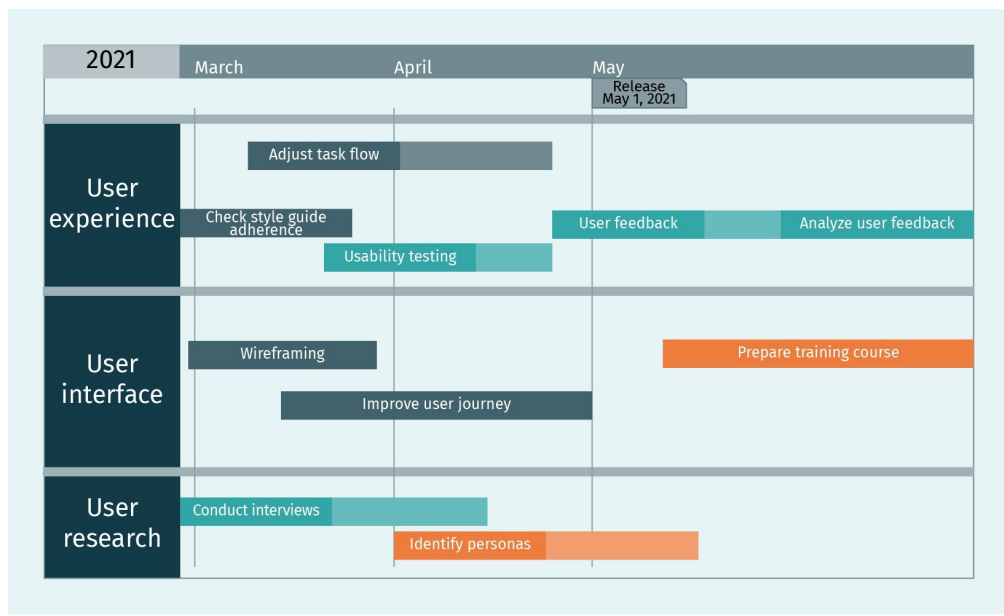 2021
March April May
Release
May 1, 2021
User
experience
Adjust task flow
Check style guide
adherence
User feedback
Analyze user feedback
Usability testing
User
interface
Wireframing
Prepare training course
Improve user journey
User
research
Conduct interviews
Identify personas